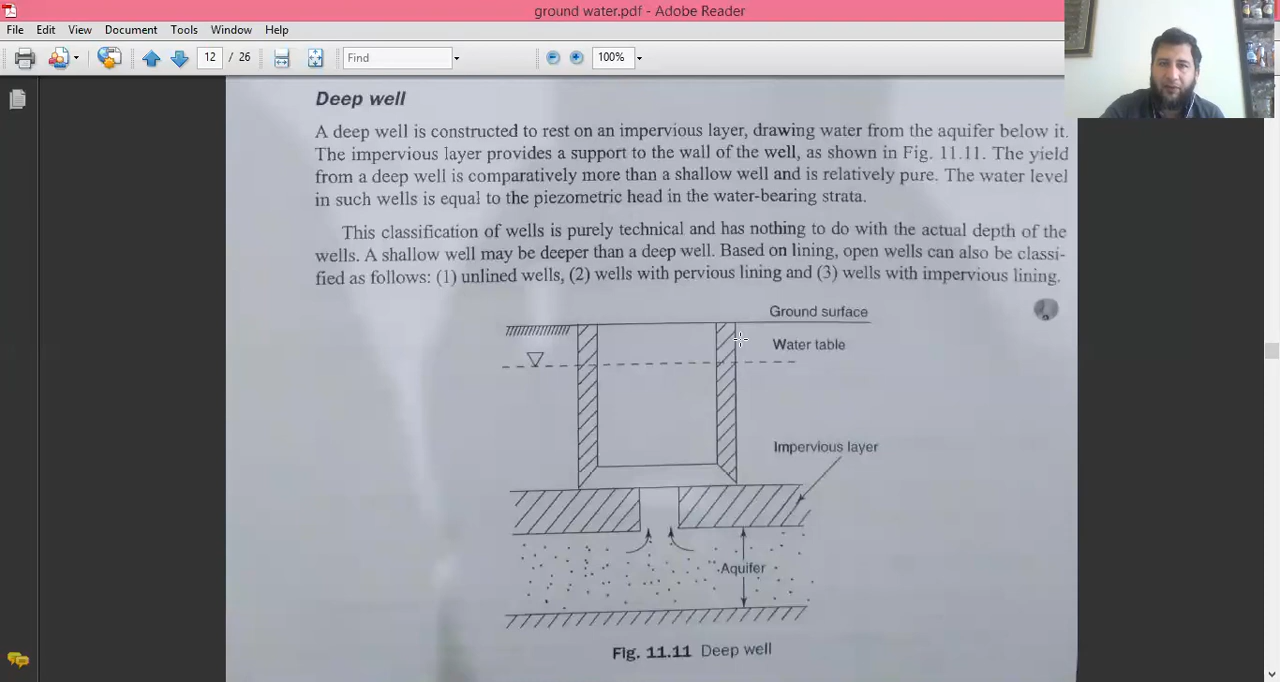 ground water.pdf - Adobe Reader
File Edit View Document Tools Window Help
12 / 26 Find 100%
Deep well
A deep well is constructed to rest on an impervious layer, drawing water from the aquifer below it.
The impervious layer provides a support to the wall of the well, as shown in Fig. 11.11. The yield
from a deep well is comparatively more than a shallow well and is relatively pure. The water level
in such wells is equal to the piezometric head in the water-bearing strata.
This classification of wells is purely technical and has nothing to do with the actual depth of the
wells. A shallow well may be deeper than a deep well. Based on lining, open wells can also be classi-
fied as follows: (1) unlined wells, (2) wells with pervious lining and (3) wells with impervious lining.
Ground surface
Water table
Impervious layer
Aquifer
Fig. 11.11 Deep well